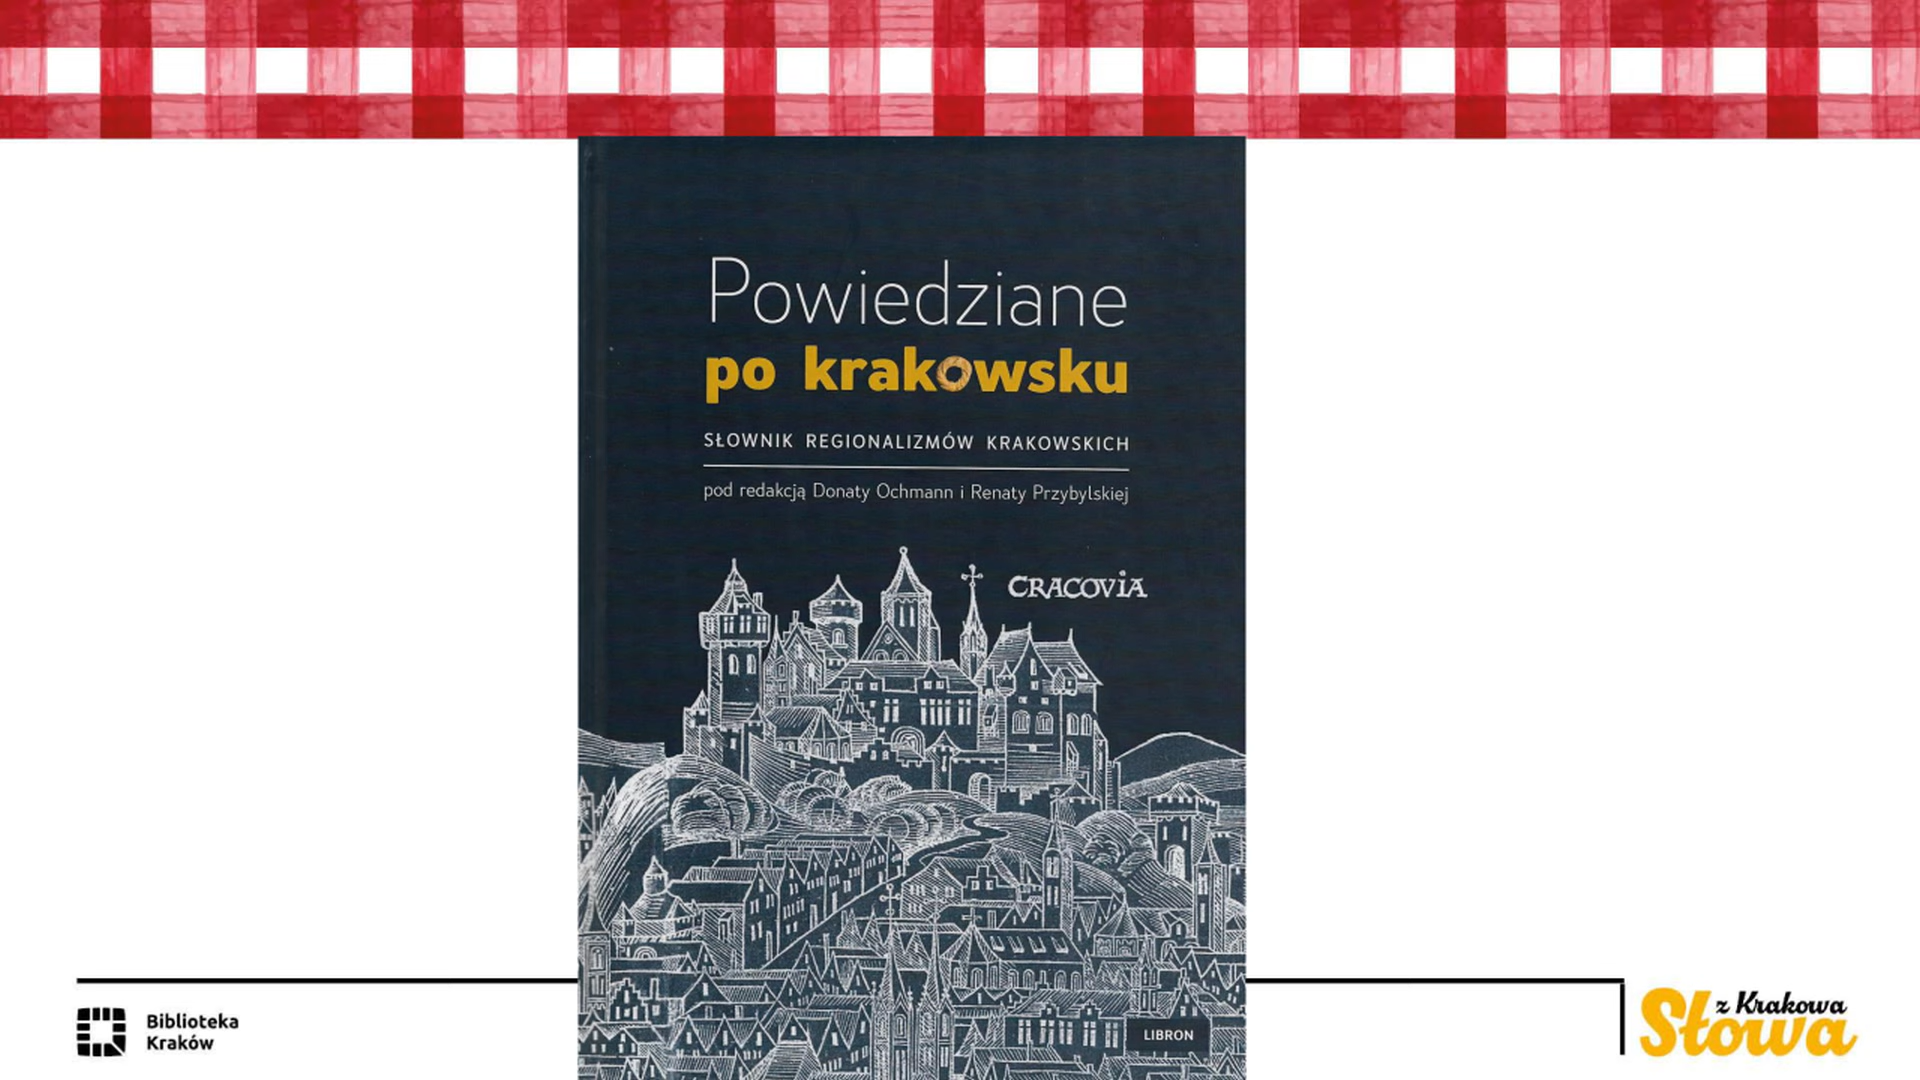 Powiedziane
po krakowsku
SŁOWNIK REGIONALIZMÓW KRAKOWSKICH
pod redakcją Donaty Ochmann i Renaty Przybylskiej
CRACOVIA
LIBRON
Biblioteka
Kraków
z Krakowa
Słowa